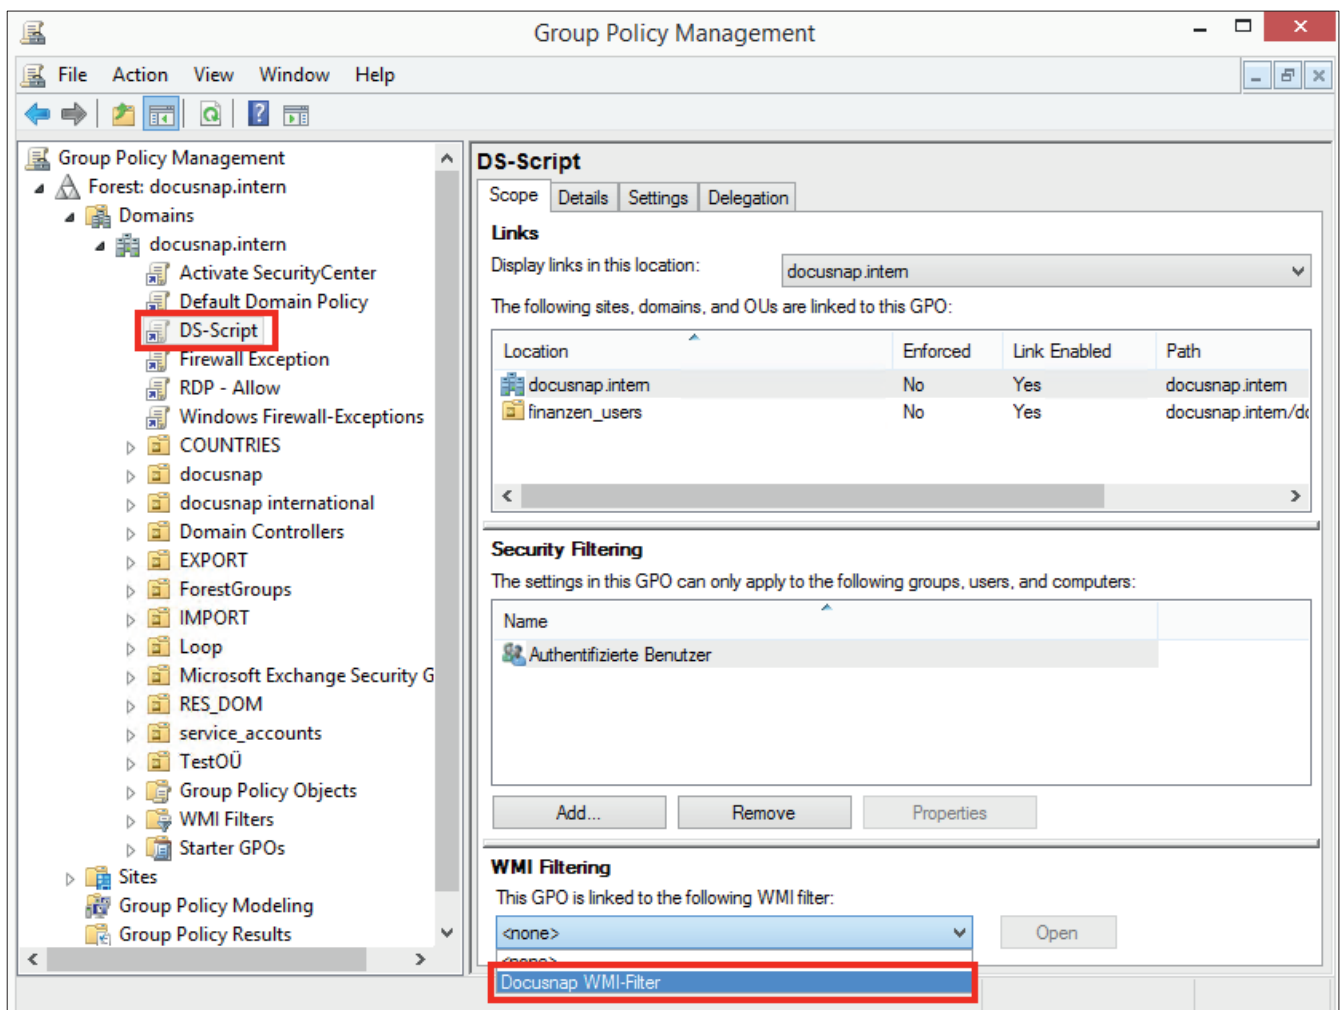 Group Policy Management
File Action View Window Help
Group Policy Management
Forest: docusnap.intern
Domains
docusnap.intern
Activate SecurityCenter
Default Domain Policy
DS-Script
Firewall Exception
RDP - Allow
Windows Firewall-Exceptions
COUNTRIES
docusnap
docusnap international
Domain Controllers
EXPORT
ForestGroups
IMPORT
Loop
Microsoft Exchange Security G
RES_DOM
service_accounts
TestOÜ
Group Policy Objects
WMI Filters
Starter GPOs
Sites
Group Policy Modeling
Group Policy Results
DS-Script
Scope Details Settings Delegation
Links
Display links in this location: docusnap.intern
The following sites, domains, and OUs are linked to this GPO:
Location Enforced Link Enabled Path
docusnap.intern No Yes docusnap.intern
finanzen_users No Yes docusnap.intern/do
Security Filtering
The settings in this GPO can only apply to the following groups, users, and computers:
Name
Authentifizierte Benutzer
Add... Remove Properties
WMI Filtering
This GPO is linked to the following WMI filter:
<none> Open
<none>
Docusnap WMI-Filter